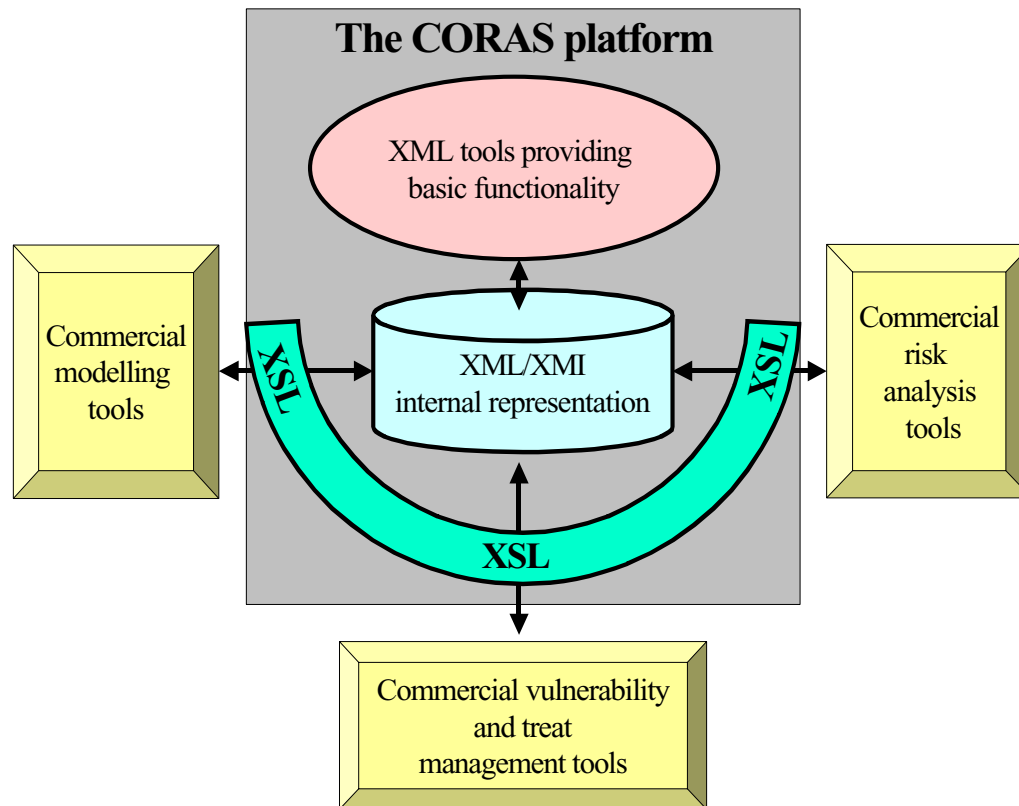 The CORAS platform
XML tools providing
basic functionality
Commercial
modelling
tools
XSL
XML/XMI
internal representation
XSL
Commercial
risk
analysis
tools
XSL
Commercial vulnerability
and treat
management tools